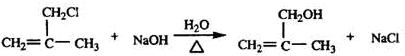 CH₂Cl CH₂OH
CH₂=C−CH₃ + NaOH H₂O △ CH₂=C−CH₃ + NaCl